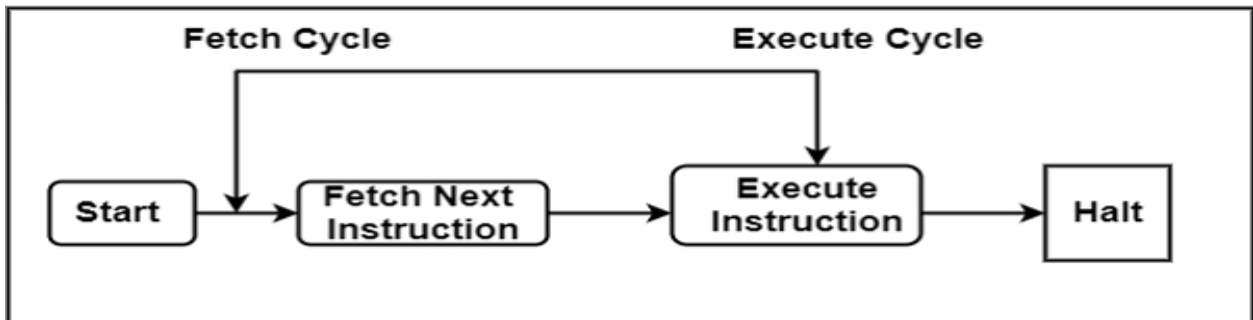 Fetch Cycle
Execute Cycle
Start
Fetch Next
Instruction
Execute
Instruction
Halt